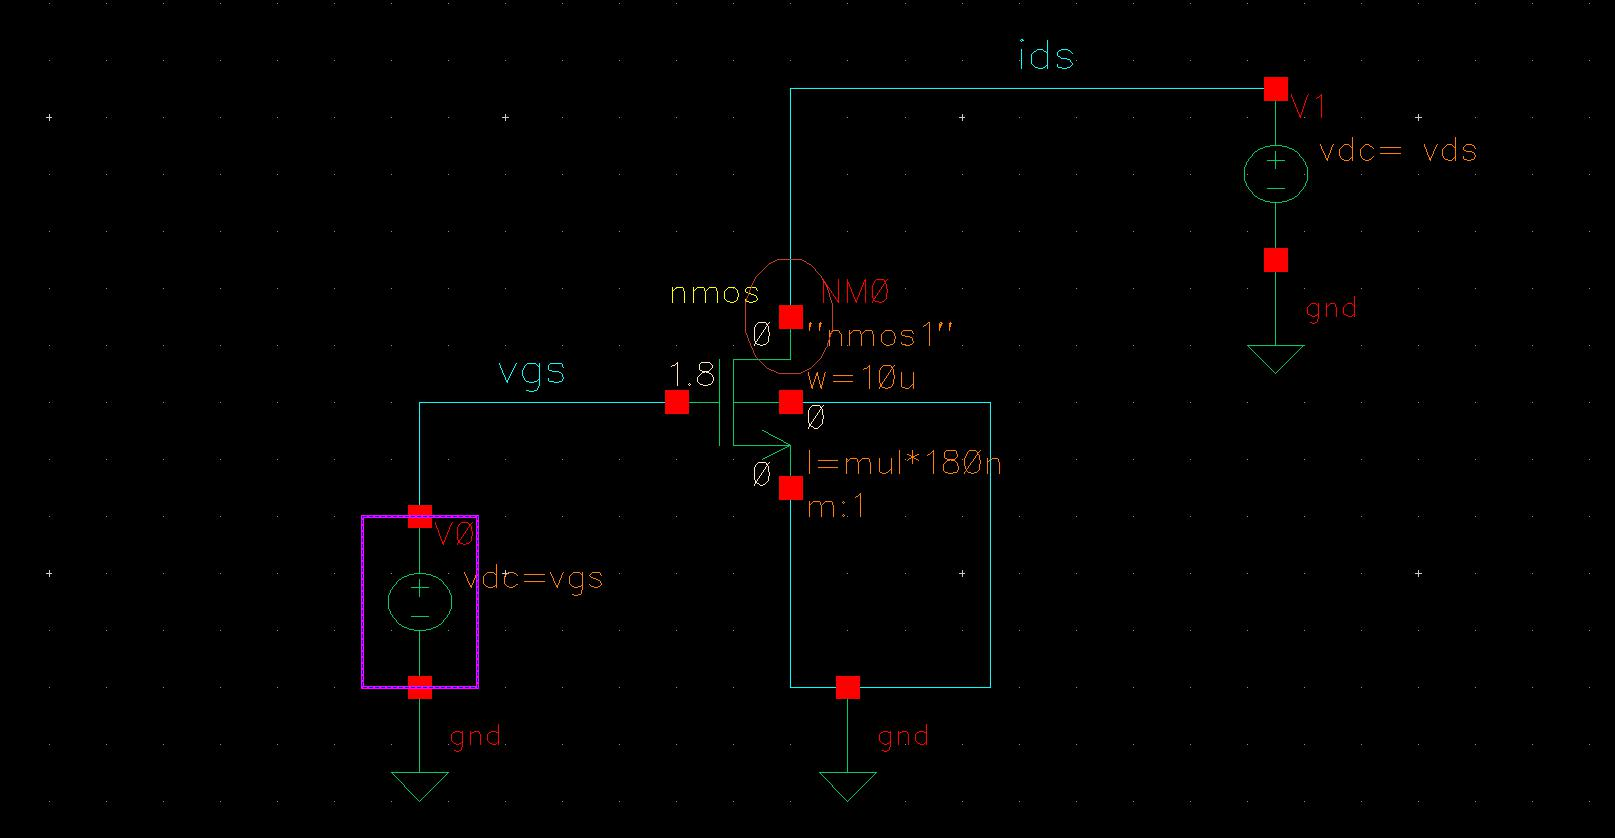 ids
V1
vdc= vds
gnd
nmos
NM0
0
"nmos1"
vgs
1.8
w=10u
0
l=mul*180n
0
m:1
V0
vdc=vgs
gnd
gnd